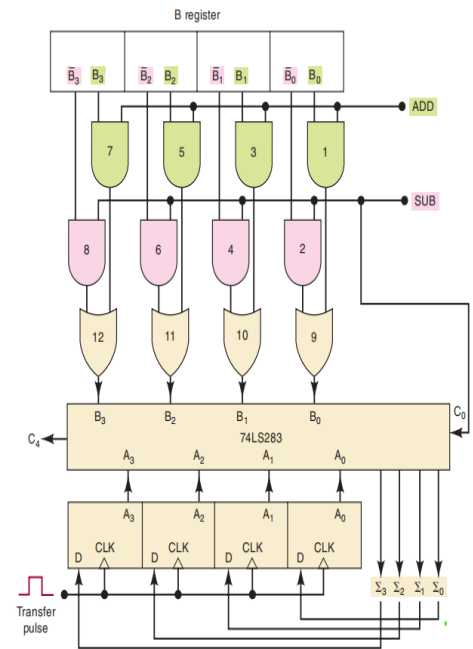 B register
B̅₃ B₃ B̅₂ B₂ B̅₁ B₁ B̅₀ B₀
ADD
7 5 3 1
SUB
8 6 4 2
12 11 10 9
B₃ B₂ B₁ B₀
C₀
74LS283
C₄
A₃ A₂ A₁ A₀
A₃ A₂ A₁ A₀
CLK CLK CLK CLK
D D D D
Σ₃ Σ₂ Σ₁ Σ₀
Transfer
pulse